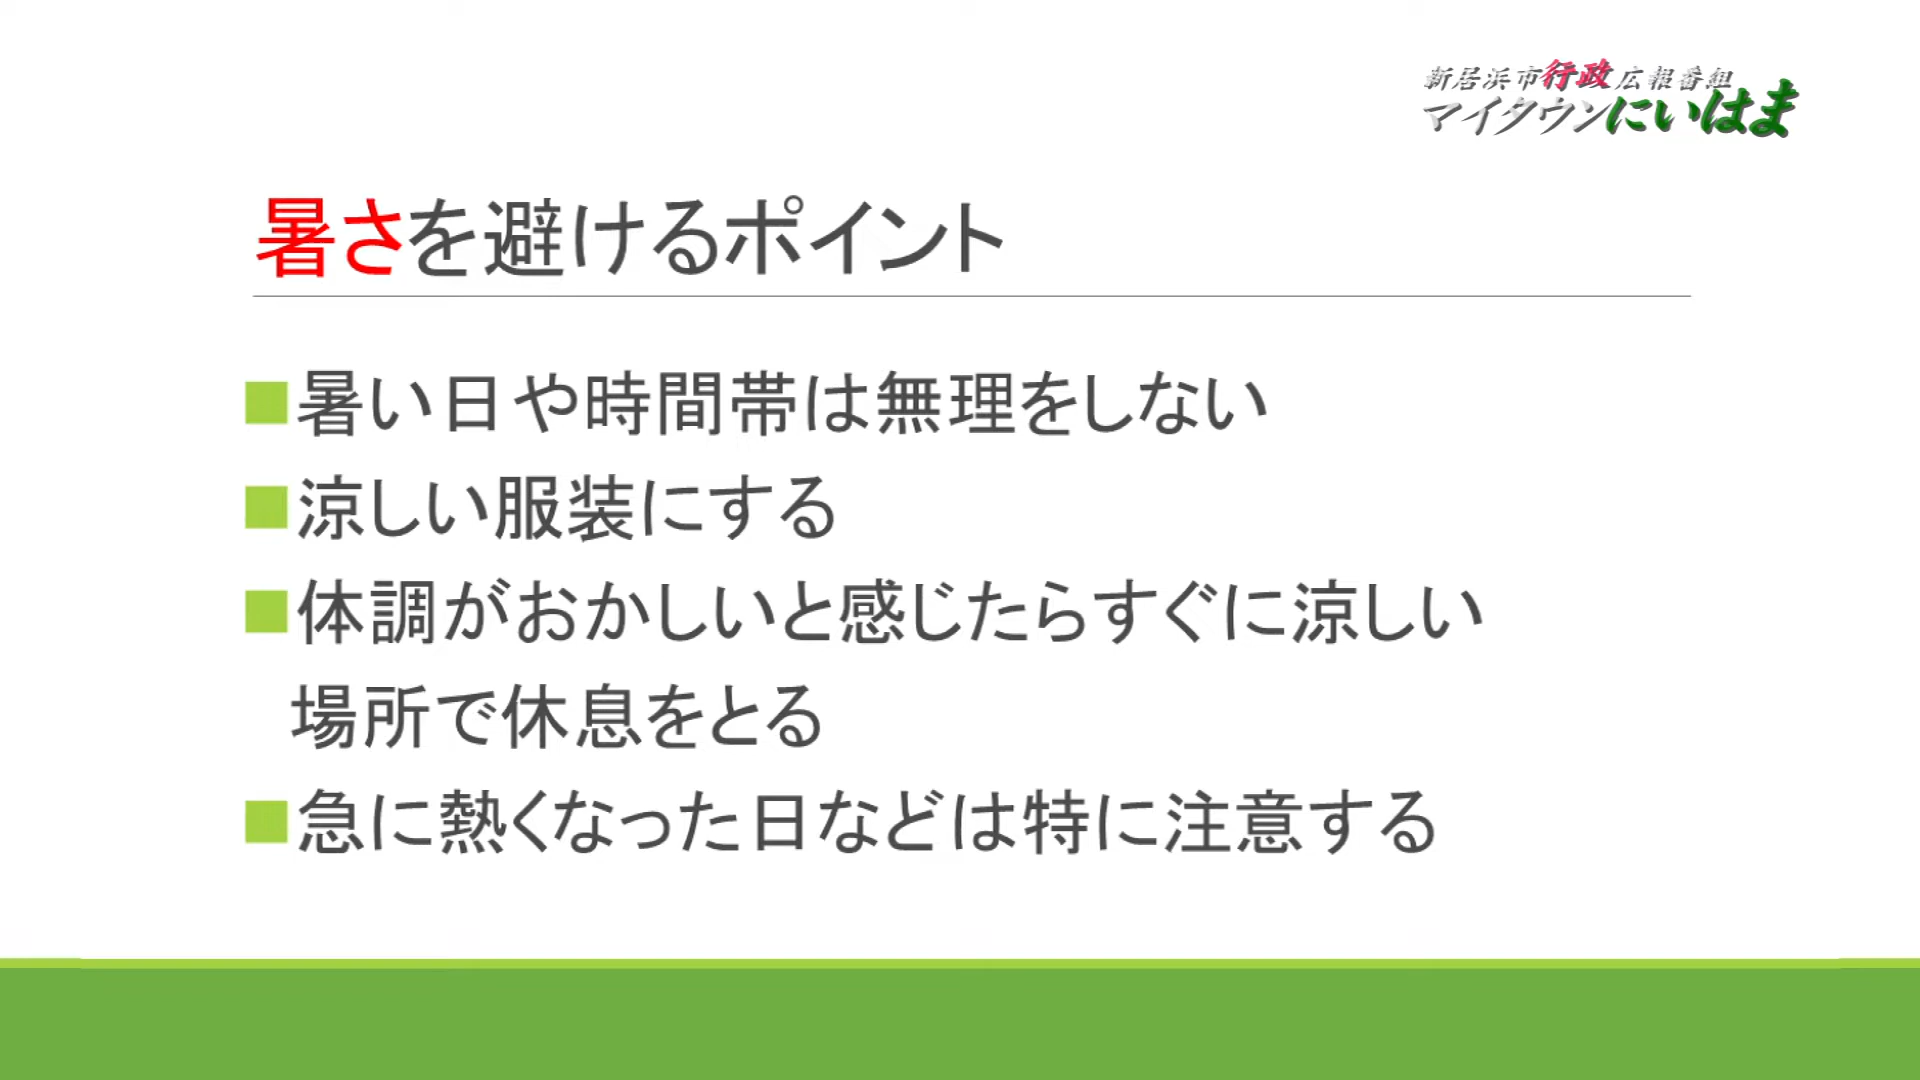 新居浜市行政広報番組
マイタウンにいはま
暑さを避けるポイント
■暑い日や時間帯は無理をしない
■涼しい服装にする
■体調がおかしいと感じたらすぐに涼しい
場所で休息をとる
■急に熱くなった日などは特に注意する